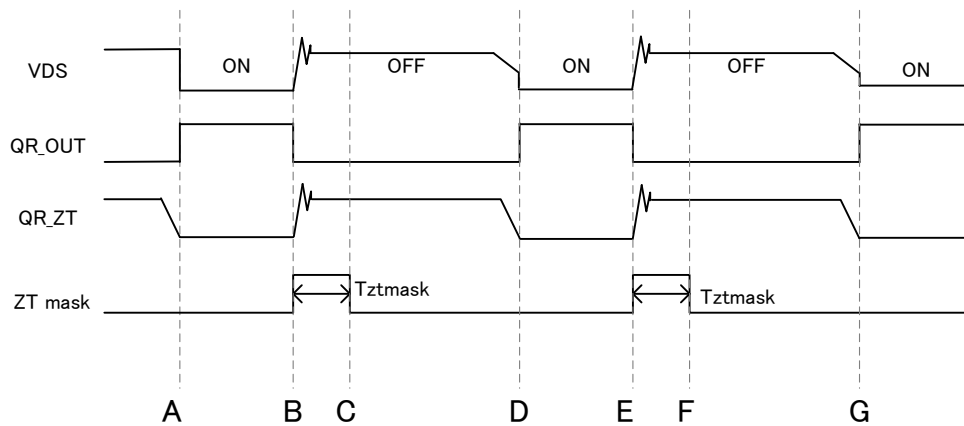 VDS ON OFF ON OFF ON
QR_OUT
QR_ZT
ZT mask Tztmask Tztmask
A B C D E F G